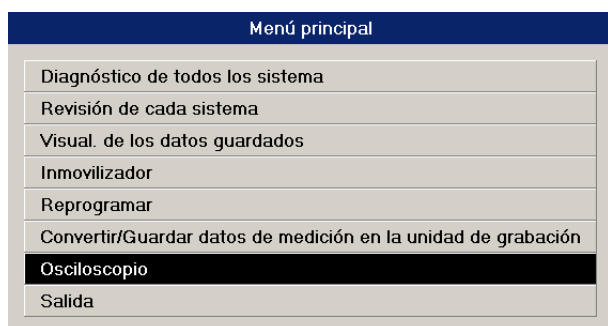 Menú principal
Diagnóstico de todos los sistema
Revisión de cada sistema
Visual. de los datos guardados
Inmovilizador
Reprogramar
Convertir/Guardar datos de medición en la unidad de grabación
Osciloscopio
Salida